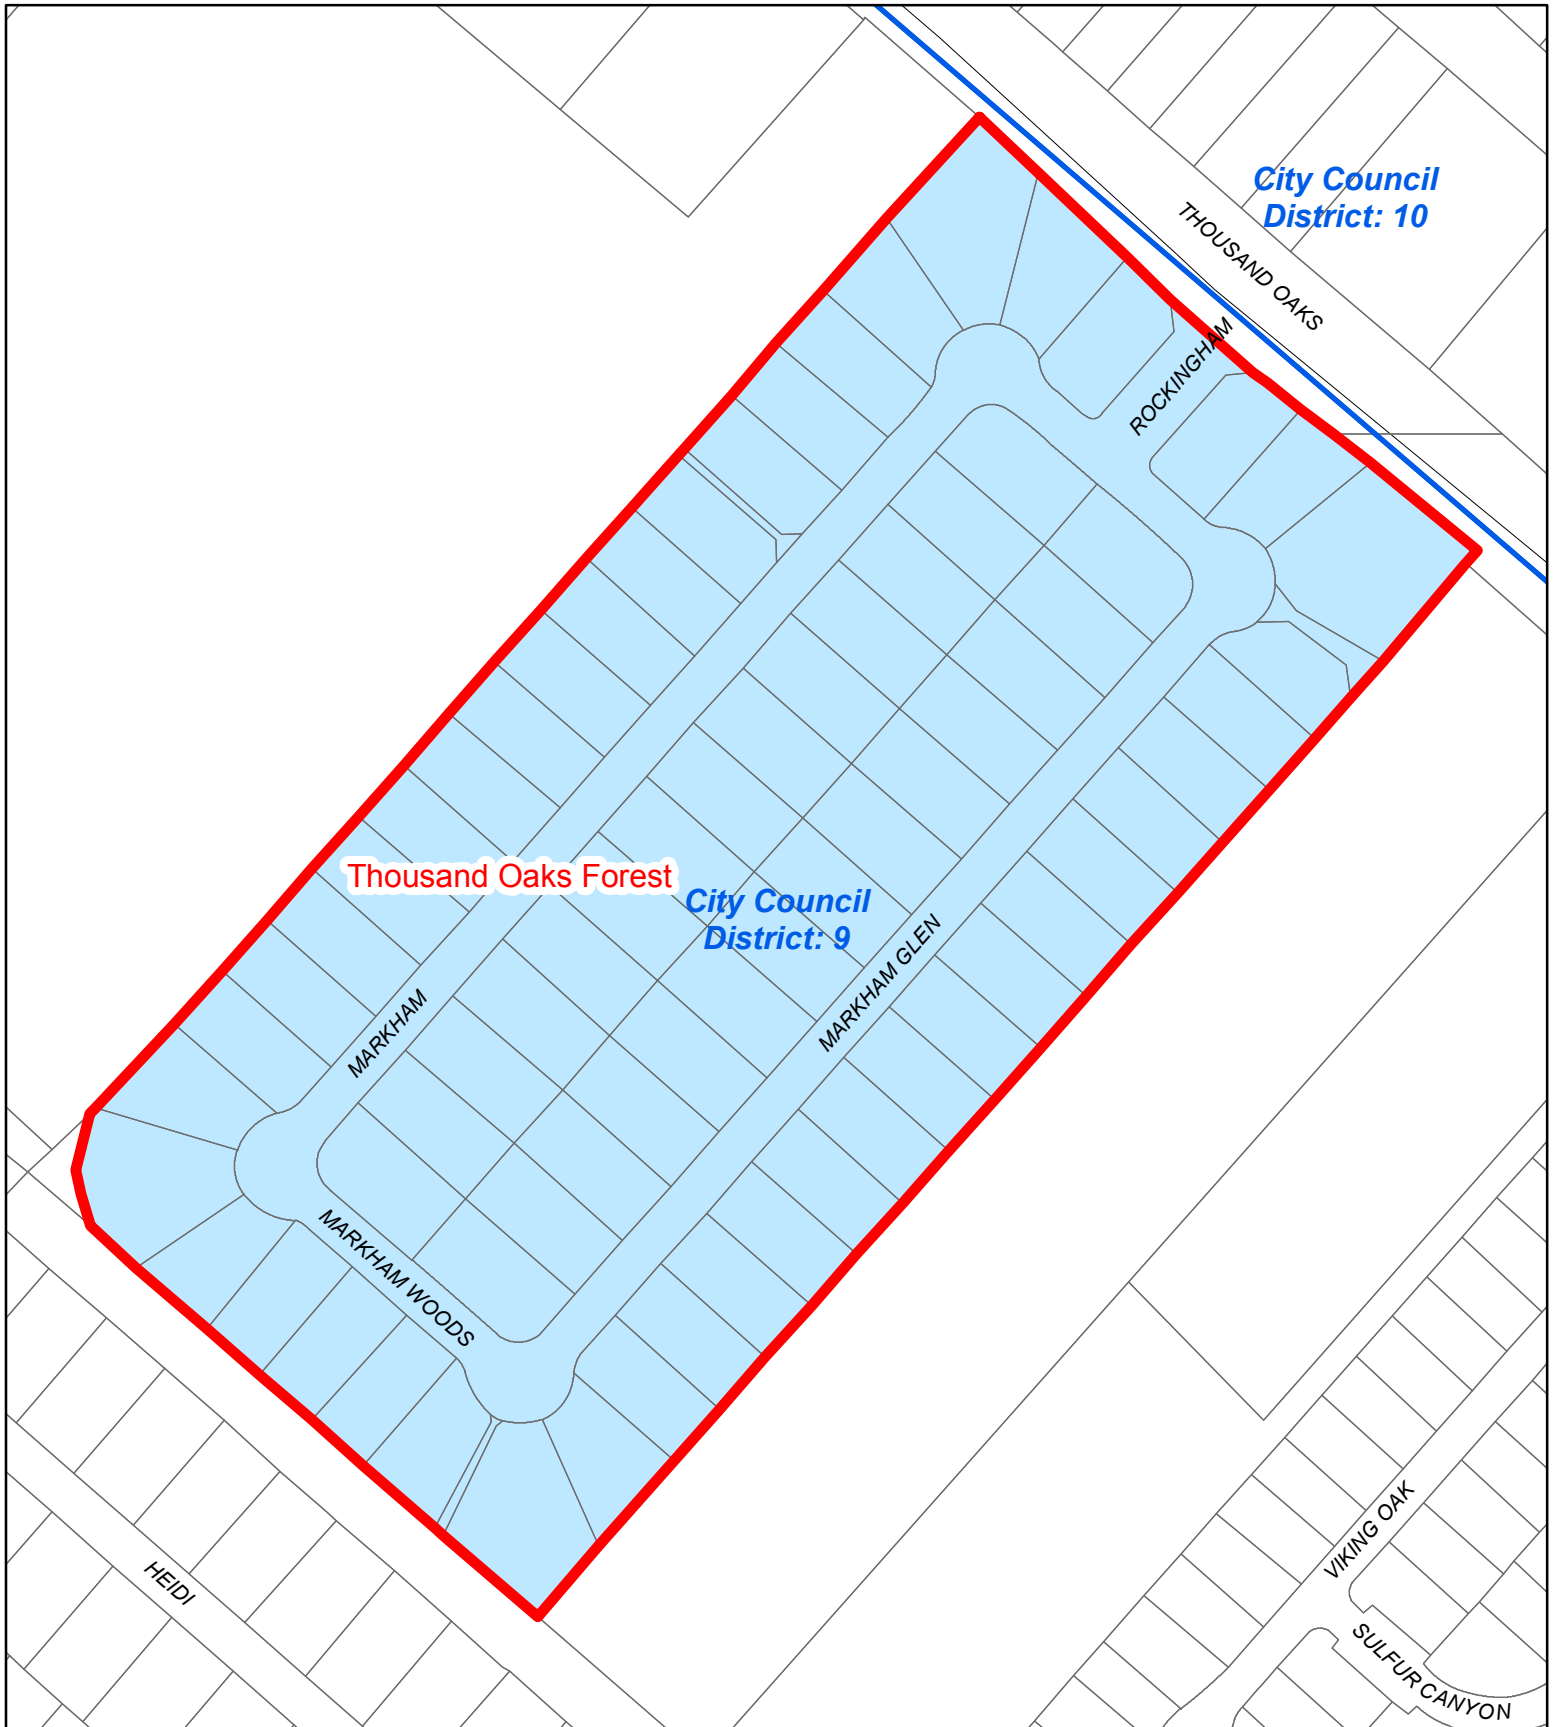 City Council
District: 10
THOUSAND OAKS
ROCKINGHAM
Thousand Oaks Forest
City Council
District: 9
MARKHAM GLEN
MARKHAM
MARKHAM WOODS
VIKING OAK
HEIDI
SULFUR CANYON